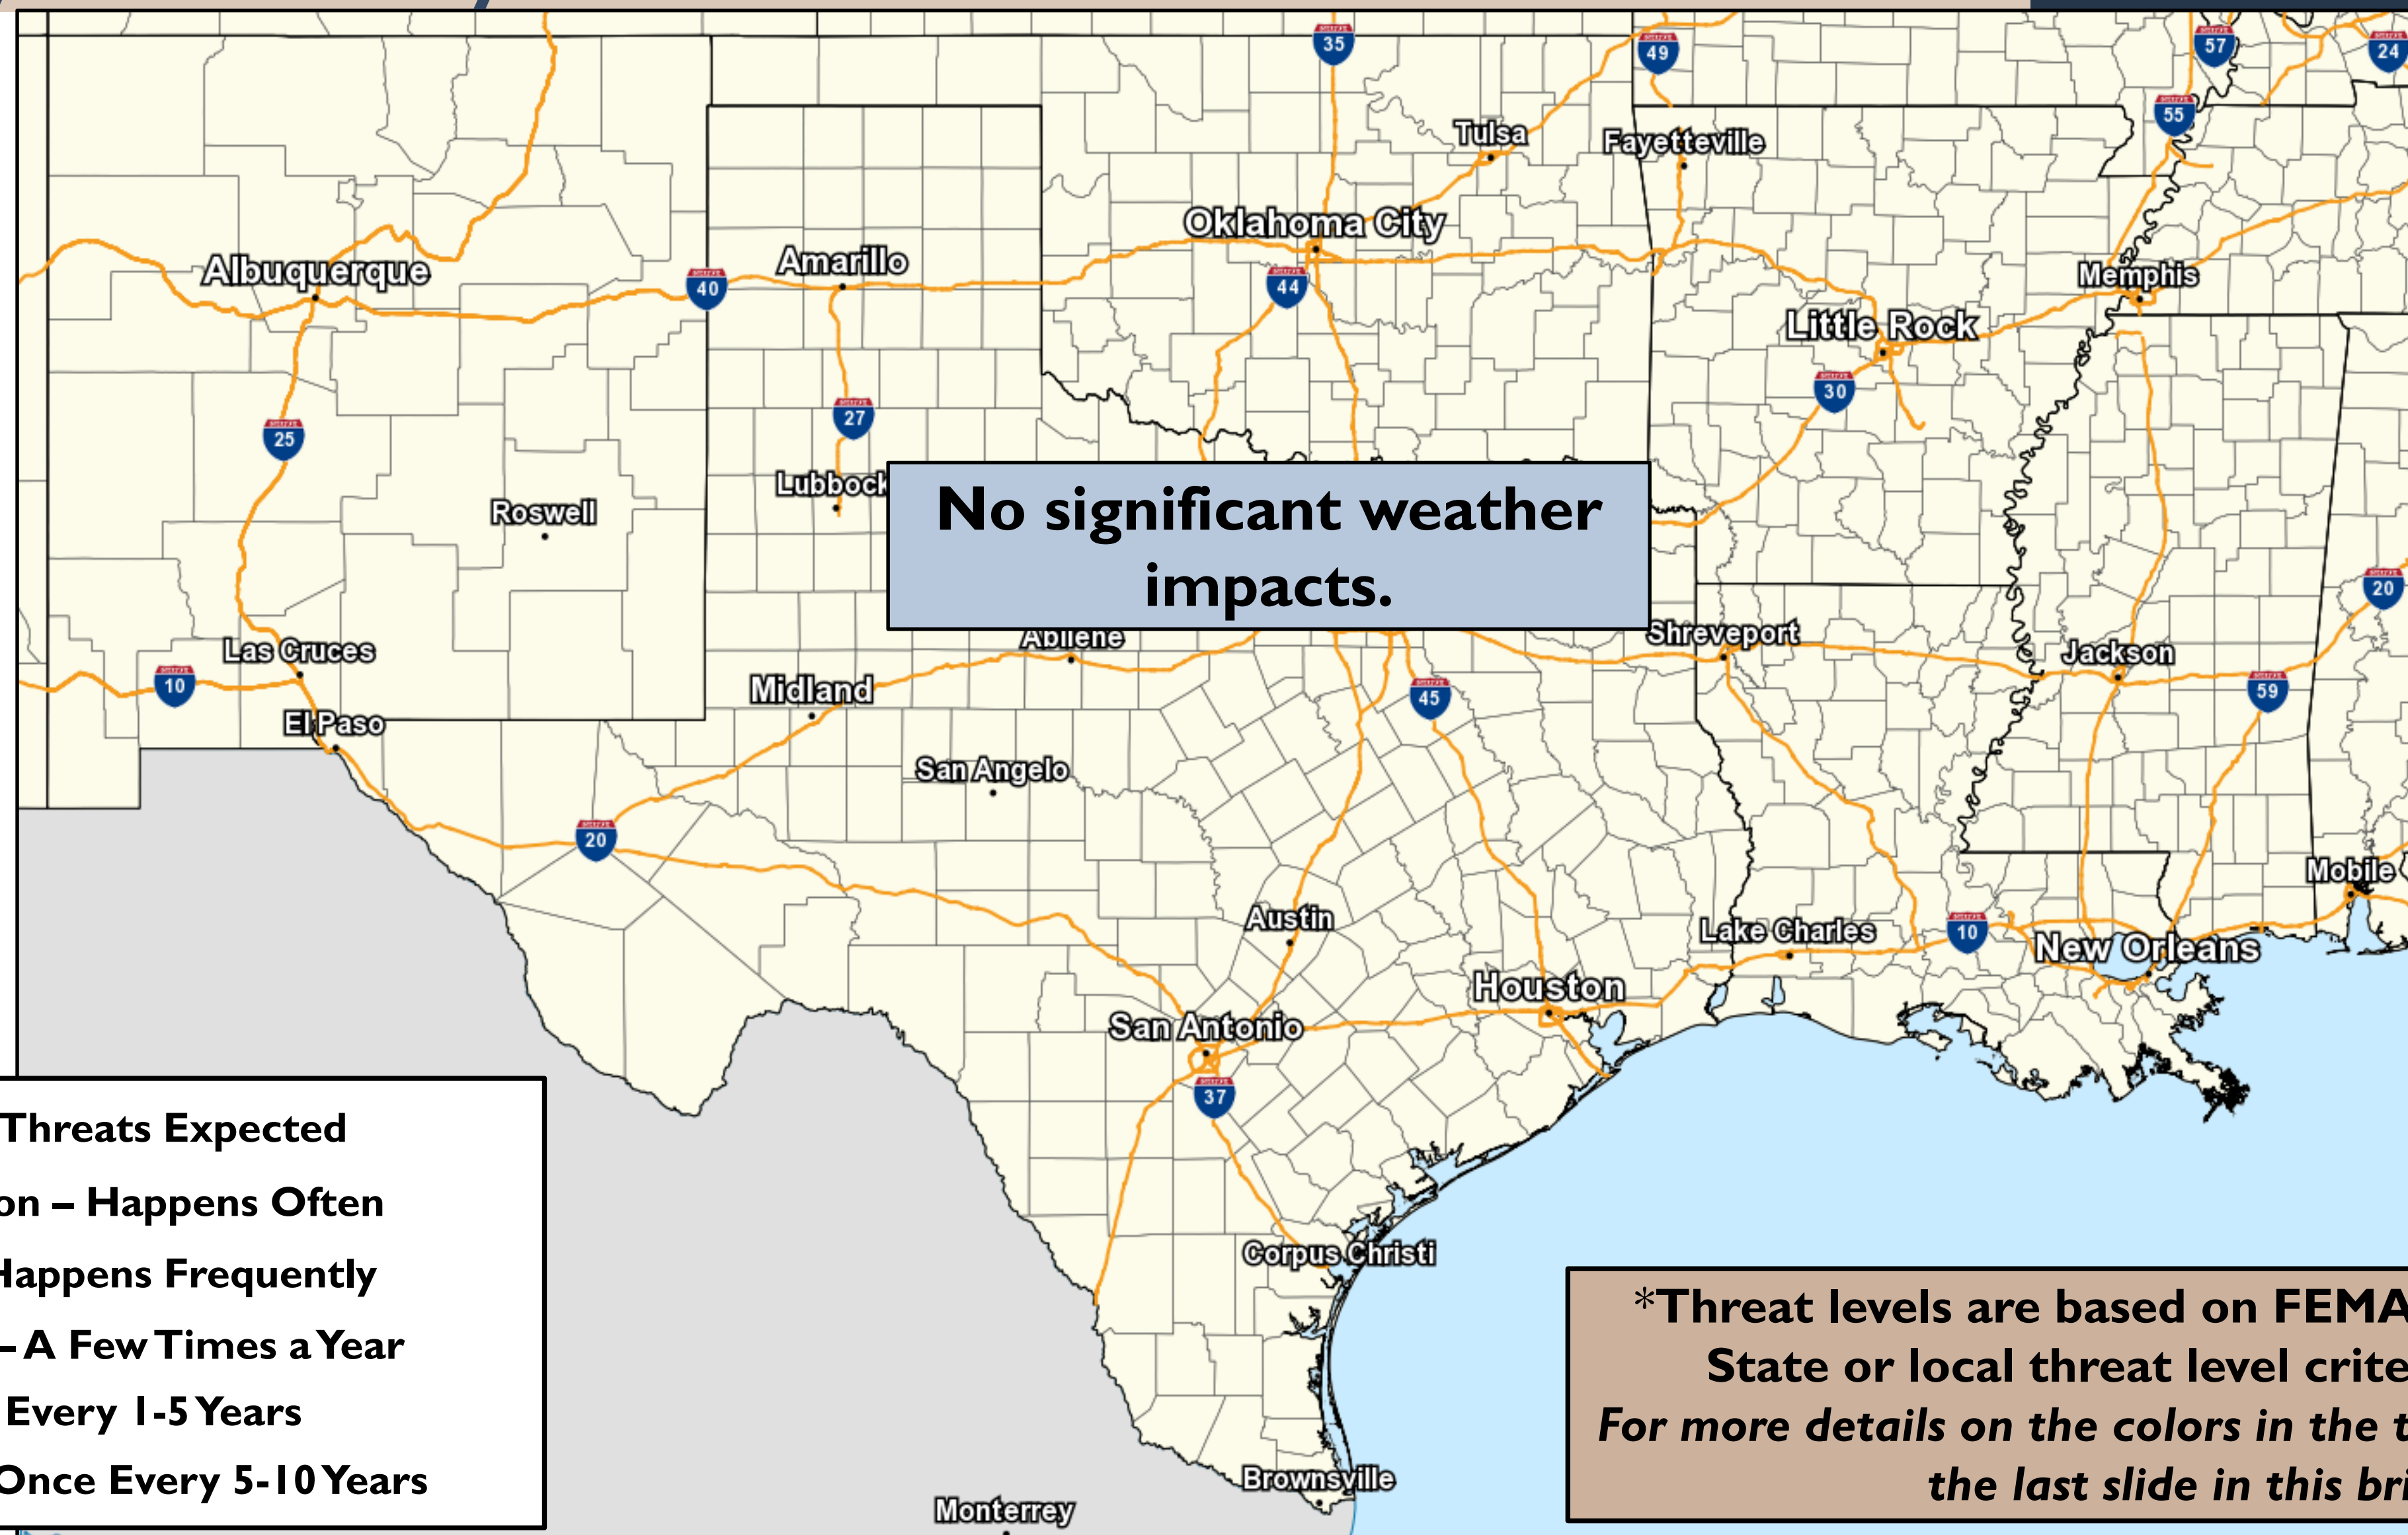 35
49
57
24
55
Tulsa
Fayetteville
Oklahoma City
Albuquerque
Amarillo
40
44
Memphis
Little Rock
30
27
25
Lubbock
Roswell
No significant weather
impacts.
20
Abilene
Shreveport
Las Cruces
Jackson
10
Midland
45
59
El Paso
San Angelo
20
Mobile
Austin
Lake Charles
10
New Orleans
Houston
San Antonio
37
Threats Expected
on – Happens Often
Happens Frequently
– A Few Times a Year
Every 1-5 Years
Once Every 5-10 Years
Corpus Christi
*Threat levels are based on FEMA
State or local threat level crite
For more details on the colors in the t
the last slide in this bri
Brownsville
Monterrey